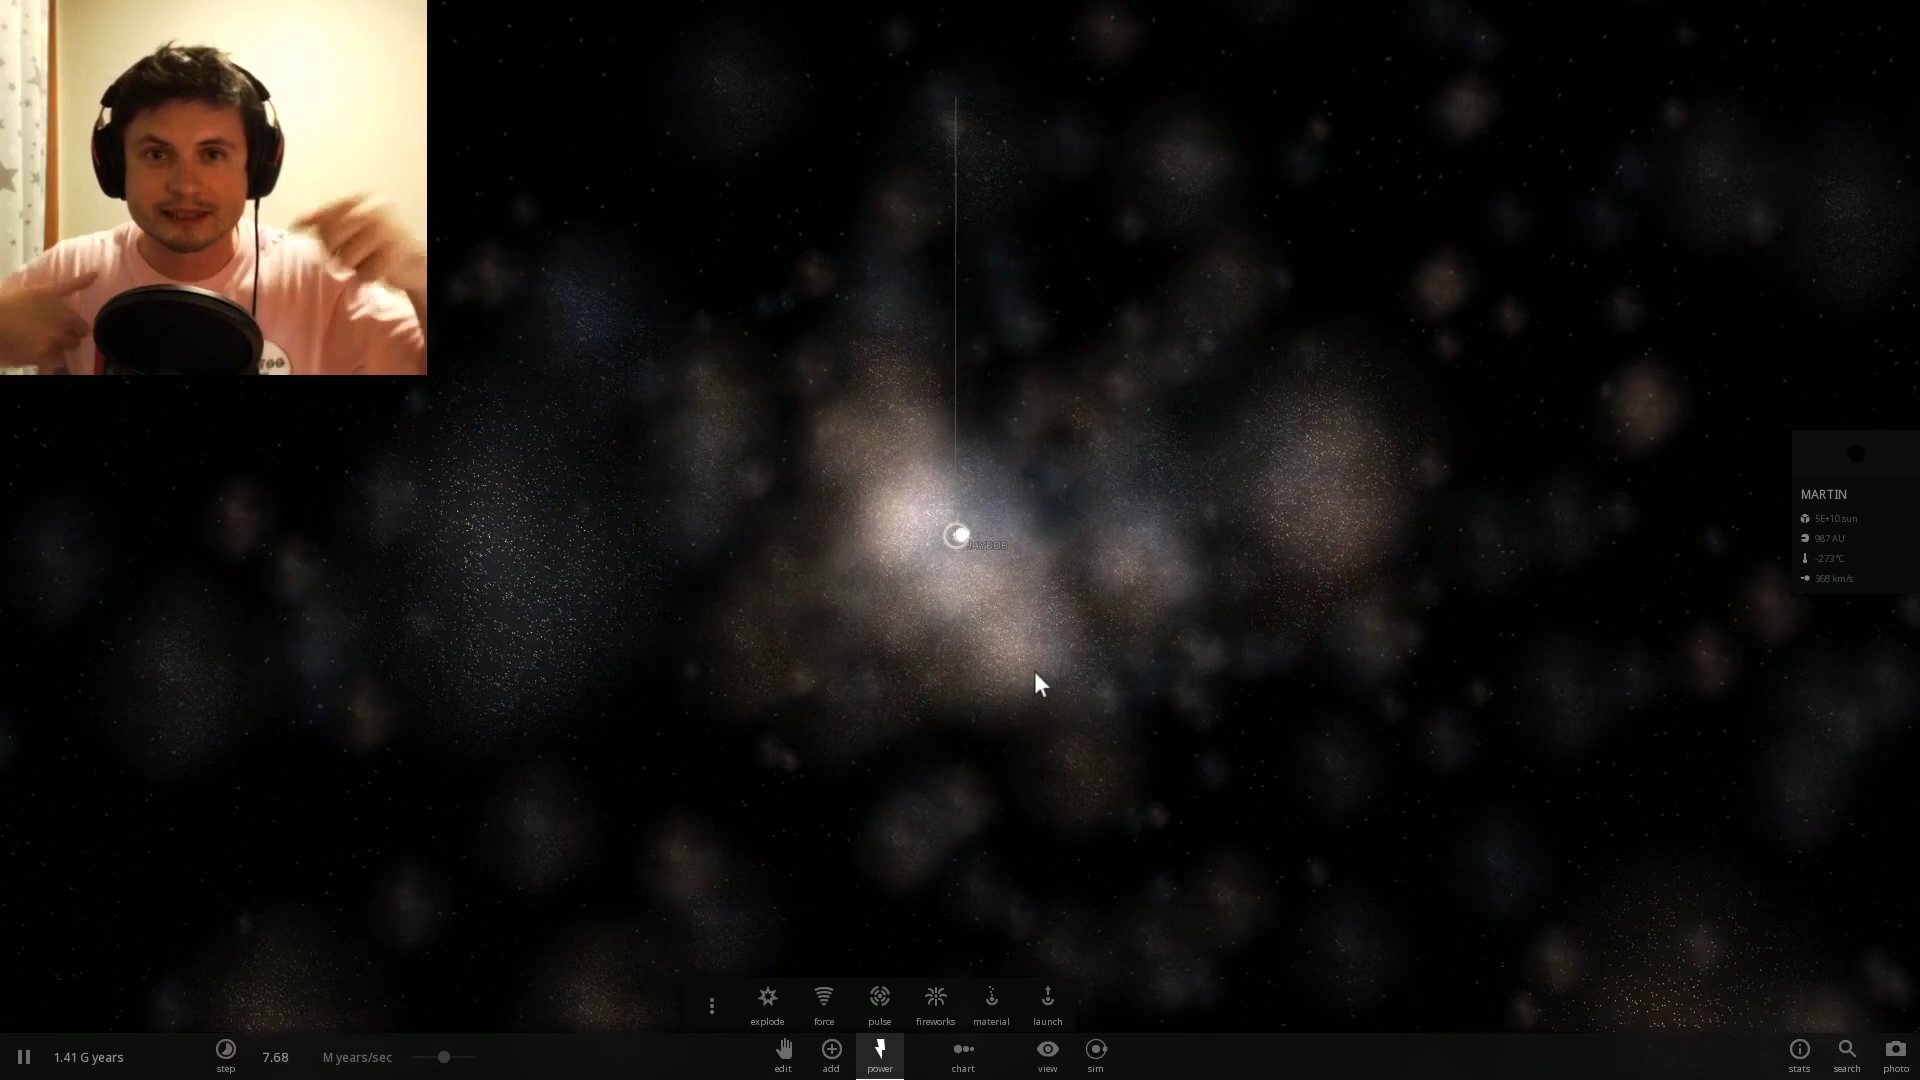 MARTIN
5E+10 sun
987 AU
-273°C
368 km/s
explode
force
pulse
fireworks
material
launch
1.41 G years
step
7.68
M years/sec
edit
add
power
chart
view
sim
stats
search
photo